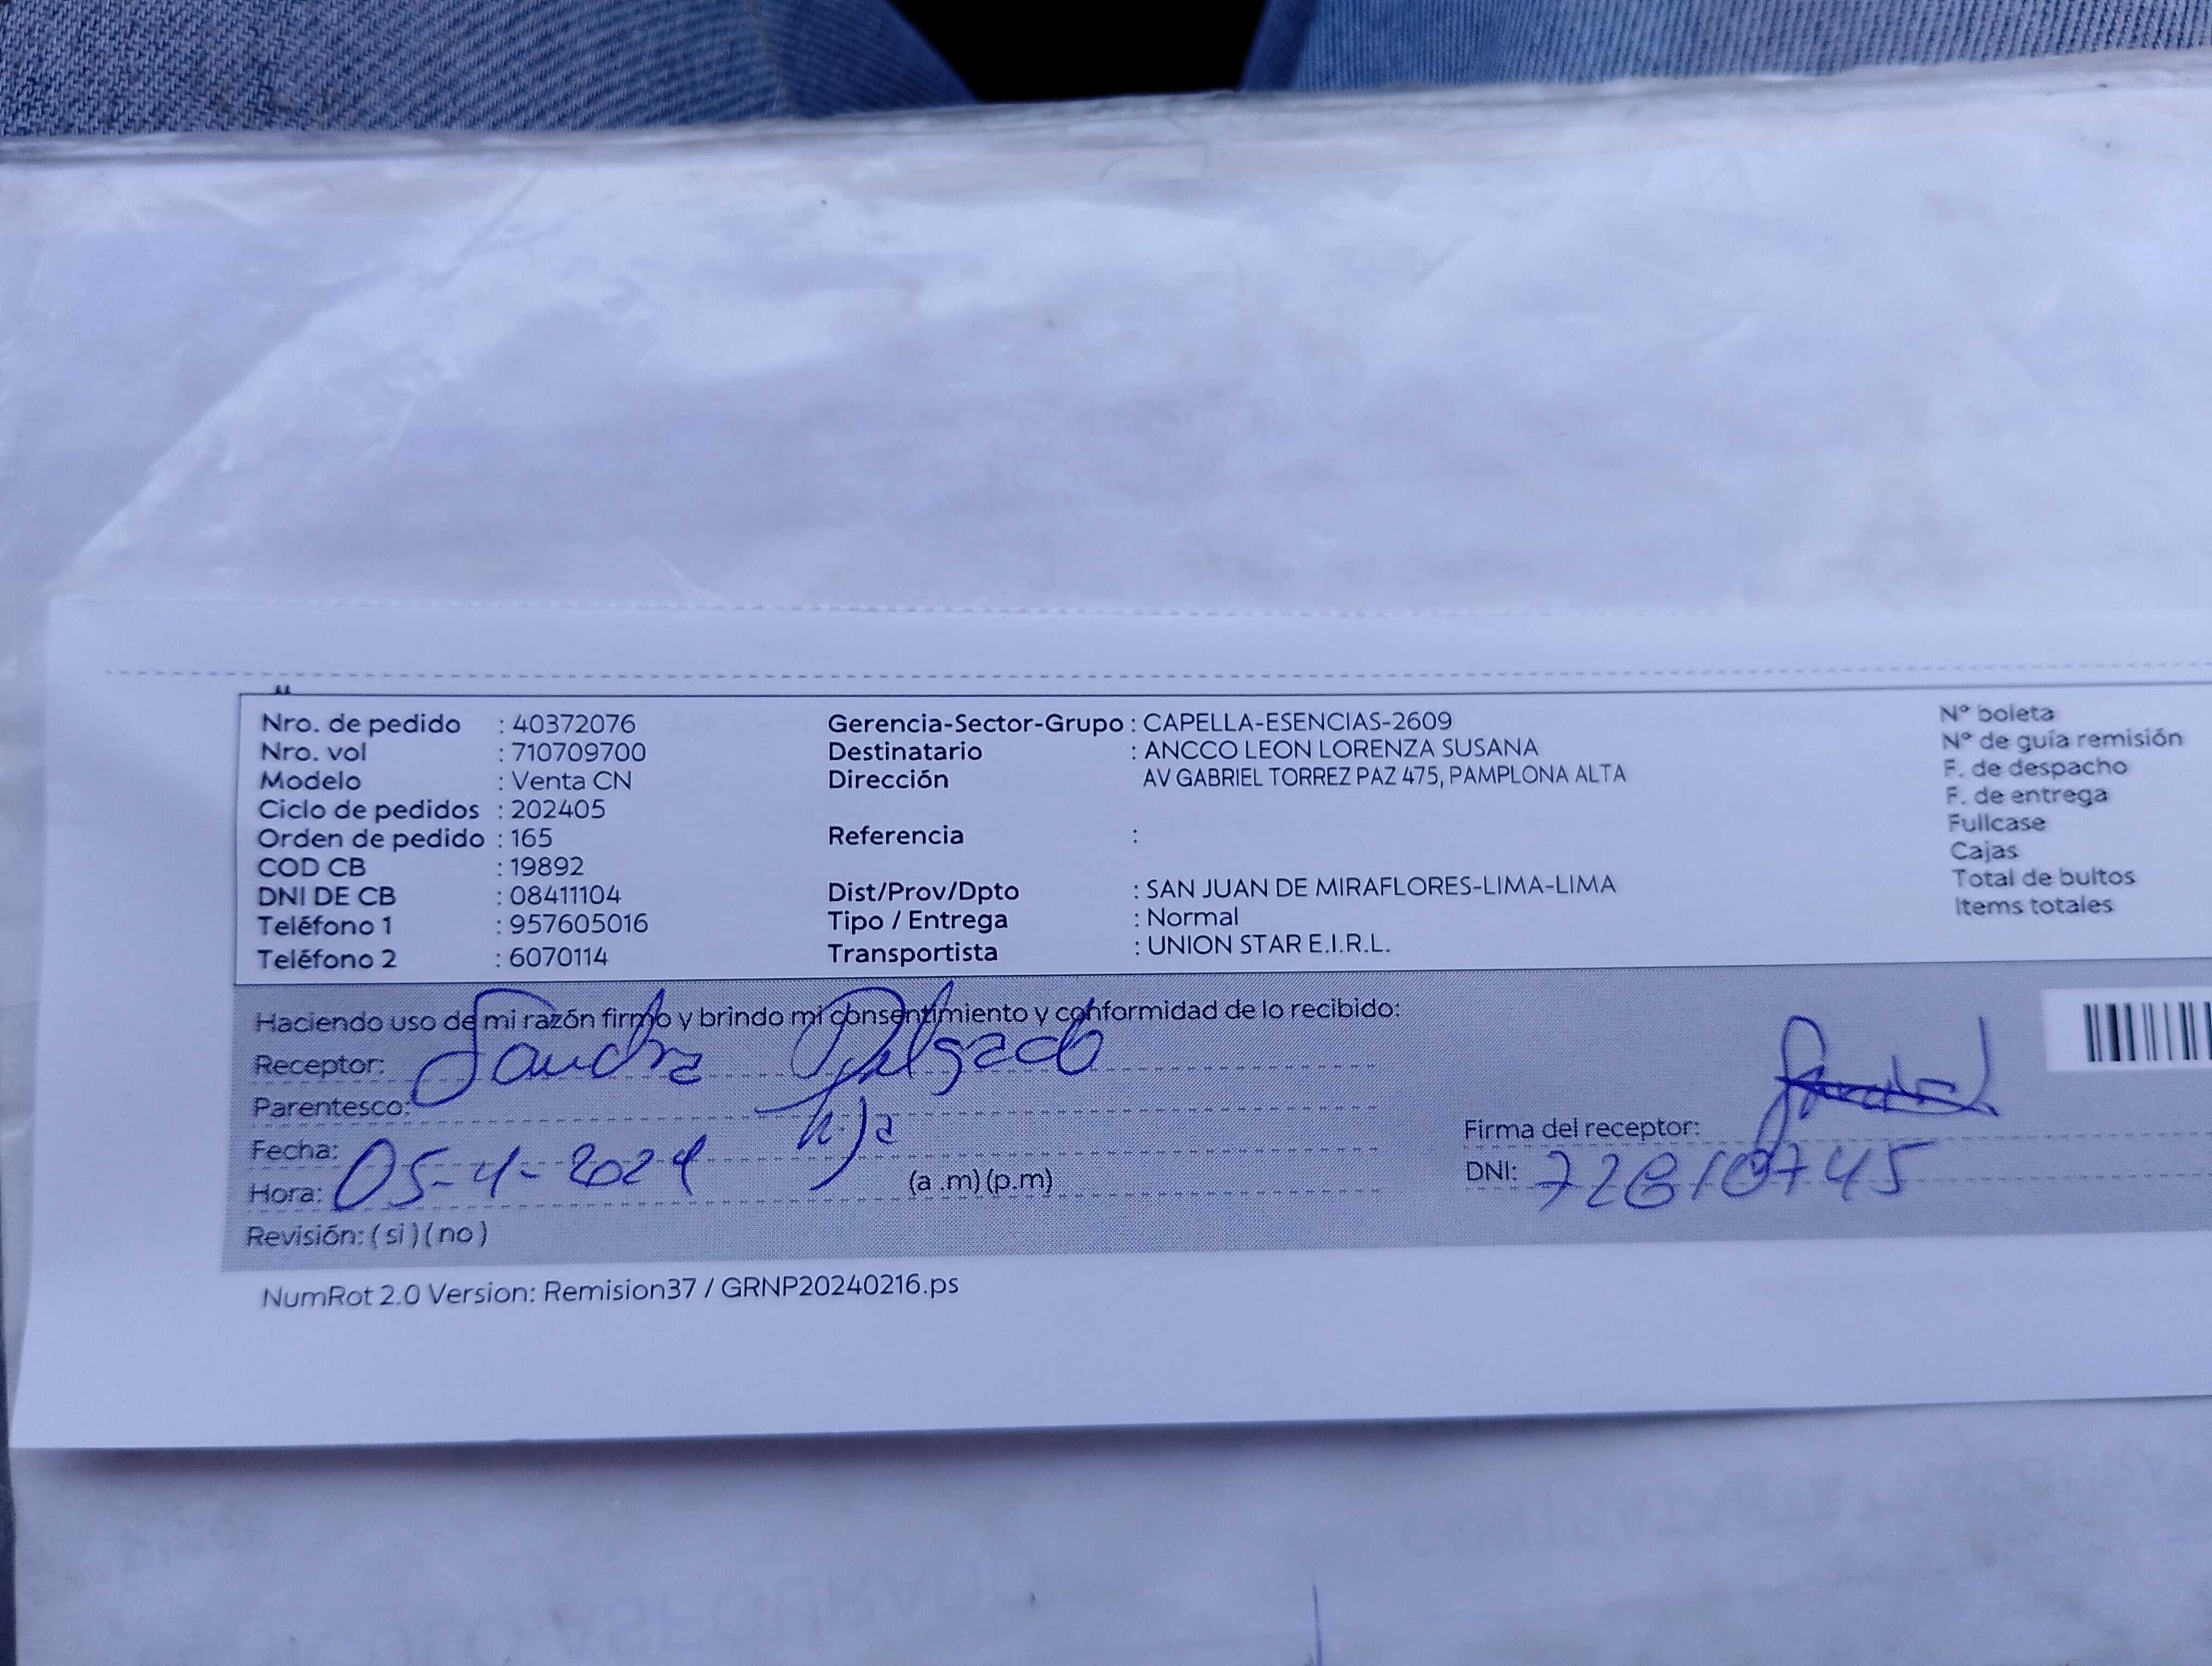 Nro. de pedido : 40372076
Nro. vol : 710709700
Modelo : Venta CN
Ciclo de pedidos : 202405
Orden de pedido : 165
COD CB : 19892
DNI DE CB : 08411104
Teléfono 1 : 957605016
Teléfono 2 : 6070114
Gerencia-Sector-Grupo : CAPELLA-ESENCIAS-2609
Destinatario : ANCCO LEON LORENZA SUSANA
Dirección AV GABRIEL TORREZ PAZ 475, PAMPLONA ALTA
Referencia :
Dist/Prov/Dpto : SAN JUAN DE MIRAFLORES-LIMA-LIMA
Tipo / Entrega : Normal
Transportista : UNION STAR E.I.R.L.
N° boleta
N° de guía remisión
F. de despacho
F. de entrega
Fullcase
Cajas
Total de bultos
Items totales
Haciendo uso de mi razón firmo y brindo mi consentimiento y conformidad de lo recibido:
Receptor: Sandra Delgado
Parentesco: hija
Fecha: 05-4-2024
Hora: (a .m) (p.m)
Revisión: ( si ) ( no )
Firma del receptor:
DNI: 72810745
NumRot 2.0 Version: Remision37 / GRNP20240216.ps